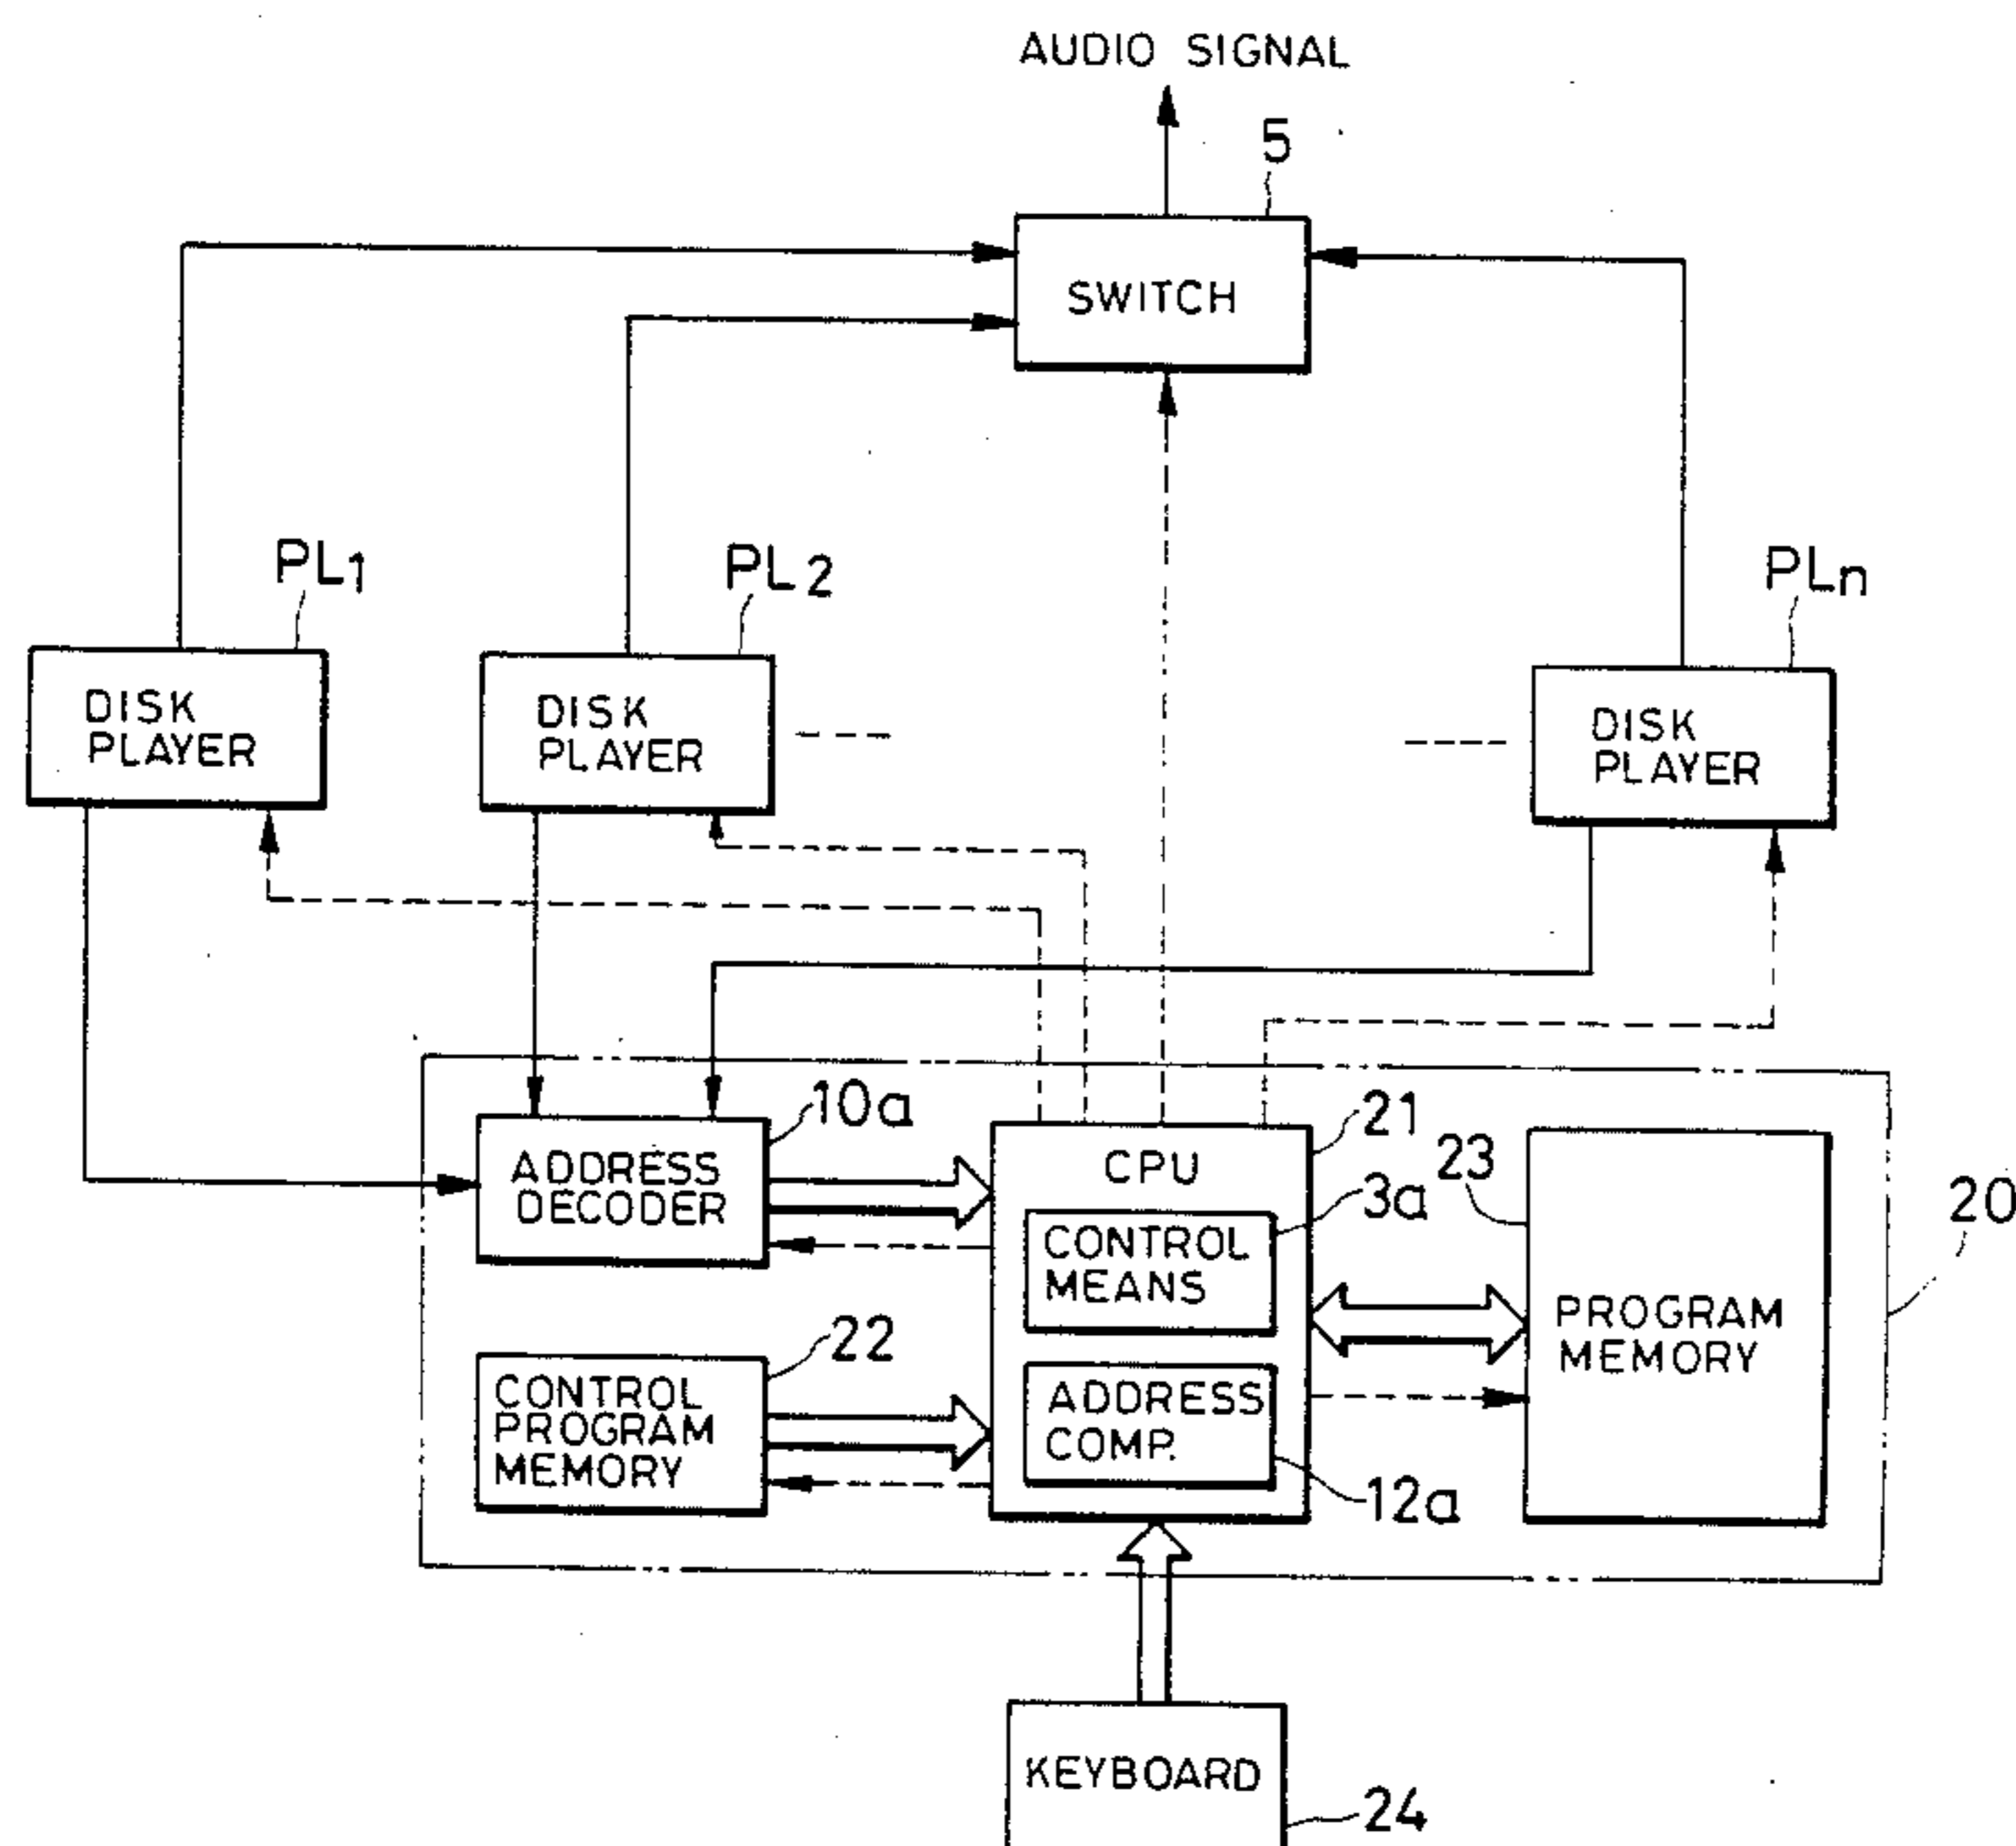 AUDIO SIGNAL
5
SWITCH
PL1
PL2
PLn
DISK
PLAYER
DISK
PLAYER
DISK
PLAYER
10a
21
ADDRESS
DECODER
CPU
23
3a
20
CONTROL
MEANS
PROGRAM
MEMORY
22
CONTROL
PROGRAM
MEMORY
ADDRESS
COMP.
12a
KEYBOARD
24